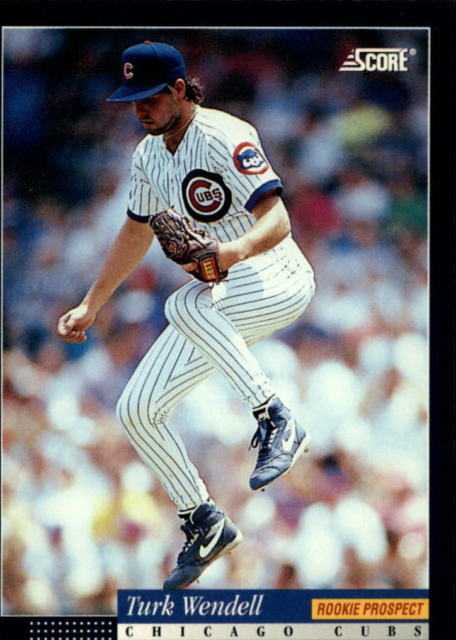 SCORE®
C
CUBS
Turk Wendell
ROOKIE PROSPECT
CHICAGO CUBS